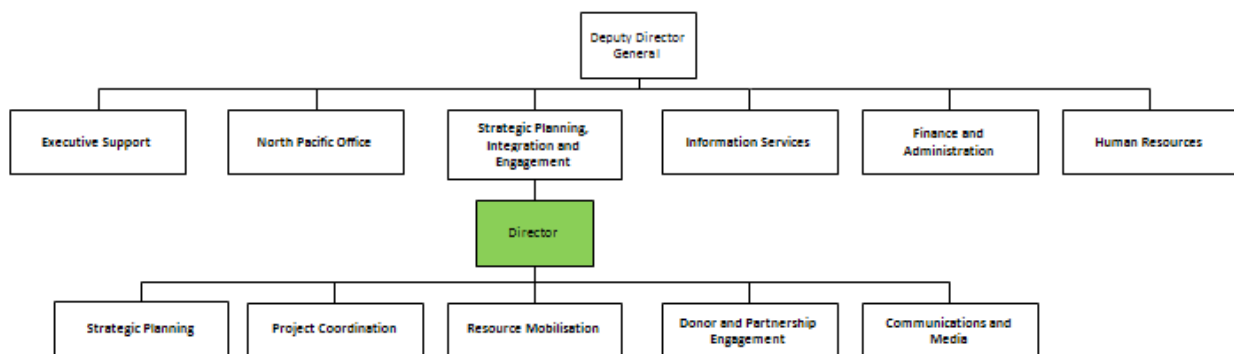 Deputy Director
General
Executive Support
North Pacific Office
Strategic Planning,
Integration and
Engagement
Information Services
Finance and
Administration
Human Resources
Director
Strategic Planning
Project Coordination
Resource Mobilisation
Donor and Partnership
Engagement
Communications and
Media